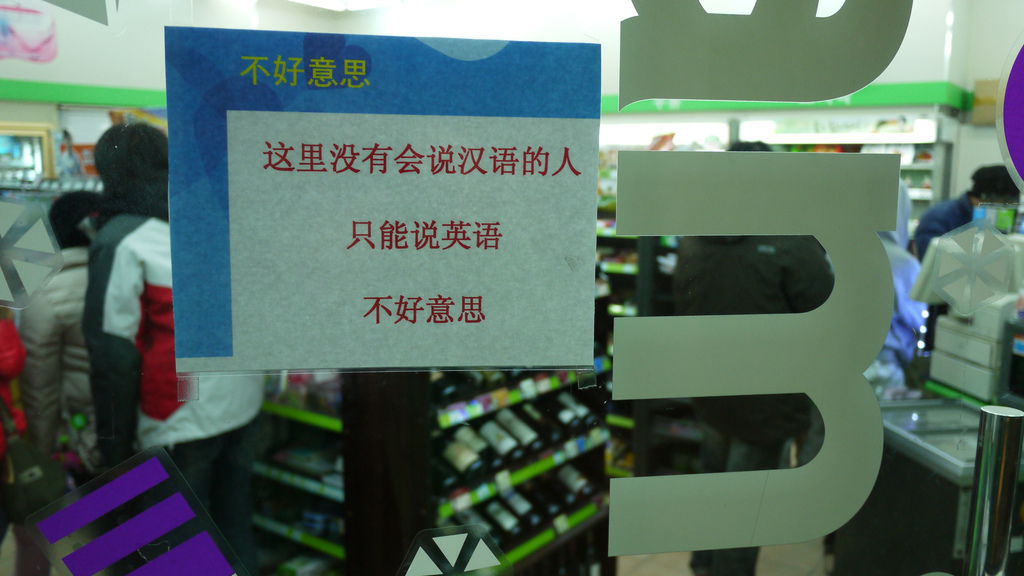 不好意思
这里没有会说汉语的人
只能说英语
不好意思